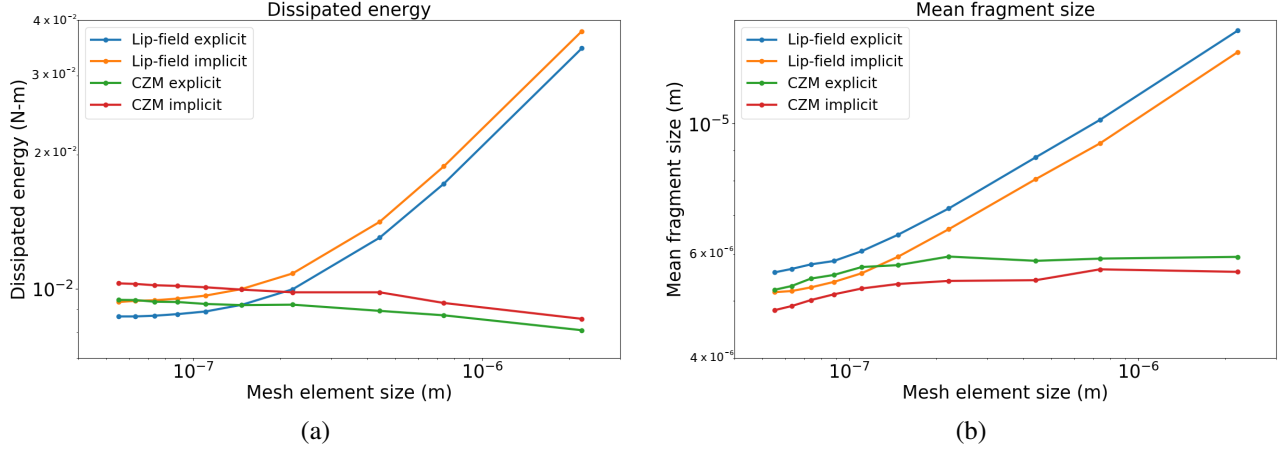 Dissipated energy
4 x 10⁻²
3 x 10⁻²
2 x 10⁻²
10⁻²
Dissipated energy (N-m)
Lip-field explicit
Lip-field implicit
CZM explicit
CZM implicit
10⁻⁷
10⁻⁶
Mesh element size (m)
(a)
Mean fragment size
10⁻⁵
6 x 10⁻⁶
4 x 10⁻⁶
Mean fragment size (m)
Lip-field explicit
Lip-field implicit
CZM explicit
CZM implicit
10⁻⁷
10⁻⁶
Mesh element size (m)
(b)